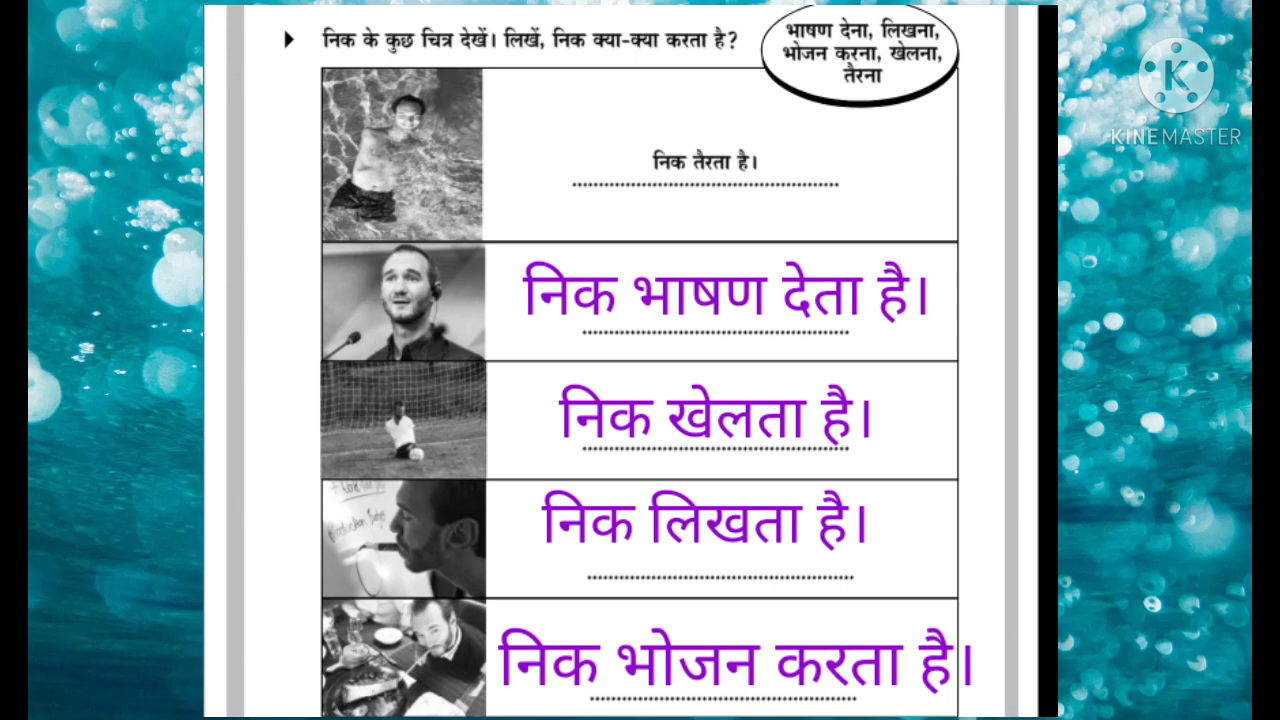 निक के कुछ चित्र देखें। लिखें, निक क्या-क्या करता है?
भाषण देना, लिखना,
भोजन करना, खेलना,
तैरना
K
KINEMASTER
निक तैरता है।
निक भाषण देता है।
निक खेलता है।
निक लिखता है।
निक भोजन करता है।